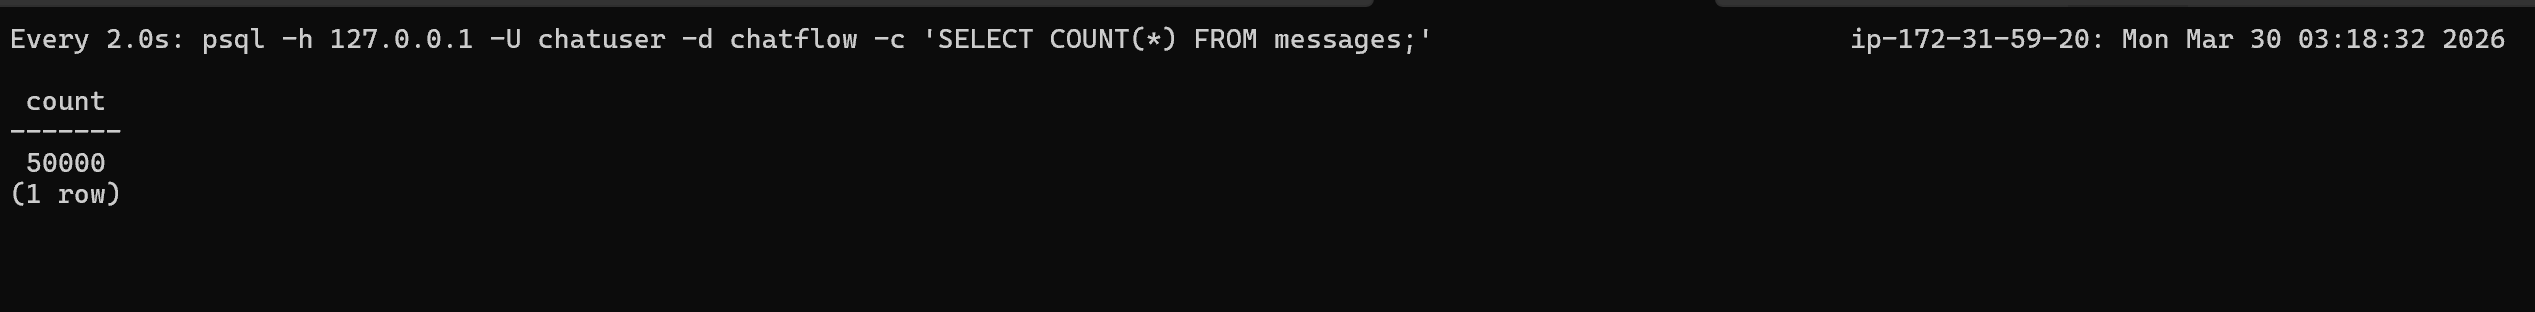 Every 2.0s: psql -h 127.0.0.1 -U chatuser -d chatflow -c 'SELECT COUNT(*) FROM messages;' ip-172-31-59-20: Mon Mar 30 03:18:32 2026
count
-------
50000
(1 row)